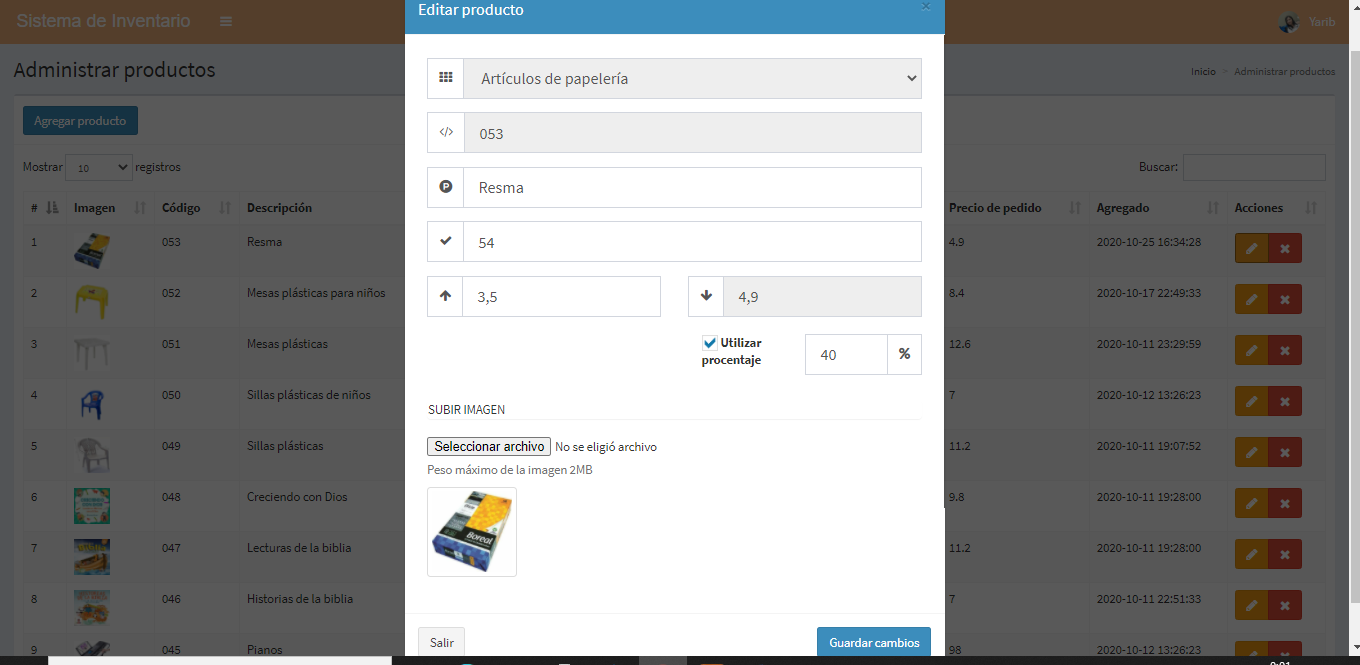 Sistema de Inventario
Yarib
Editar producto
×
Administrar productos
Inicio > Administrar productos
Agregar producto
Mostrar 10 registros
Buscar:
# Imagen Código Descripción Precio de pedido Agregado Acciones
1 053 Resma 4.9 2020-10-25 16:34:28
2 052 Mesas plásticas para niños 8.4 2020-10-17 22:49:33
3 051 Mesas plásticas 12.6 2020-10-11 23:29:59
4 050 Sillas plásticas de niños 7 2020-10-12 13:26:23
5 049 Sillas plásticas 11.2 2020-10-11 19:07:52
6 048 Creciendo con Dios 9.8 2020-10-11 19:28:00
7 047 Lecturas de la biblia 11.2 2020-10-11 19:28:00
8 046 Historias de la biblia 7 2020-10-11 22:51:33
9 045 Pianos 98 2020-10-12 13:26:23
Artículos de papelería
</> 053
Resma
54
3,5
4,9
Utilizar
procentaje
40 %
SUBIR IMAGEN
Seleccionar archivo No se eligió archivo
Peso máximo de la imagen 2MB
Boreal
Salir
Guardar cambios